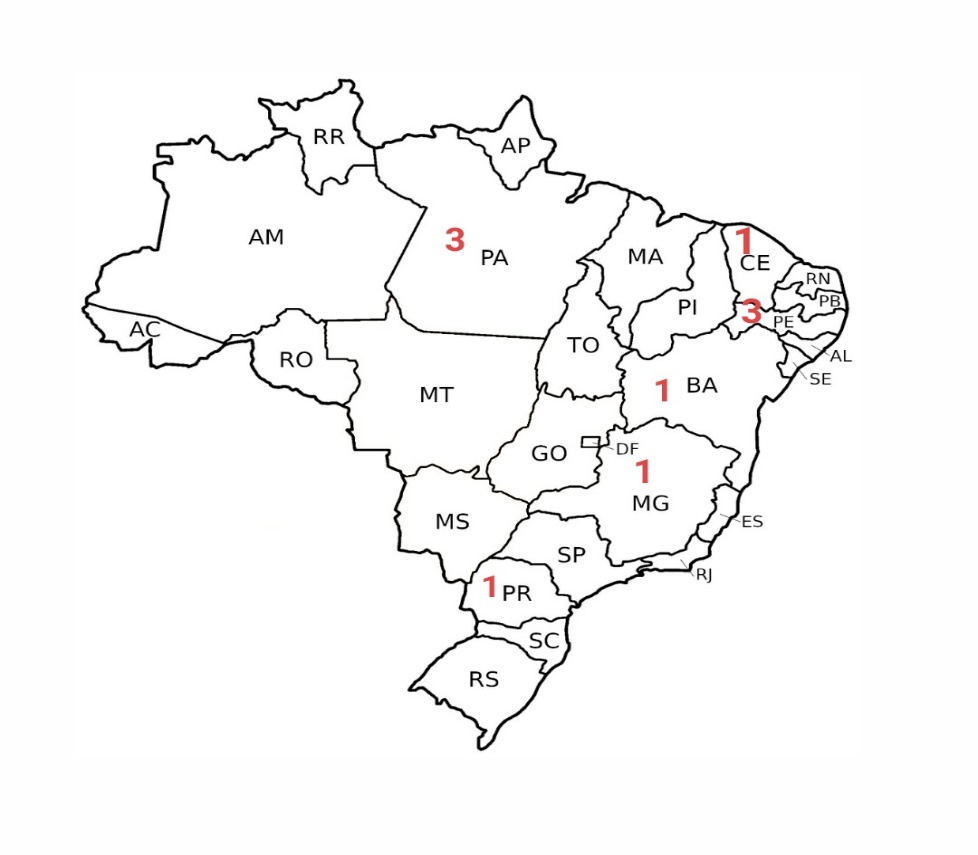 RR
AP
AM
3
PA
MA
1
CE
RN
PB
PI
3
PE
AC
RO
TO
AL
SE
MT
1
BA
GO
DF
1
MG
MS
ES
SP
RJ
1
PR
SC
RS